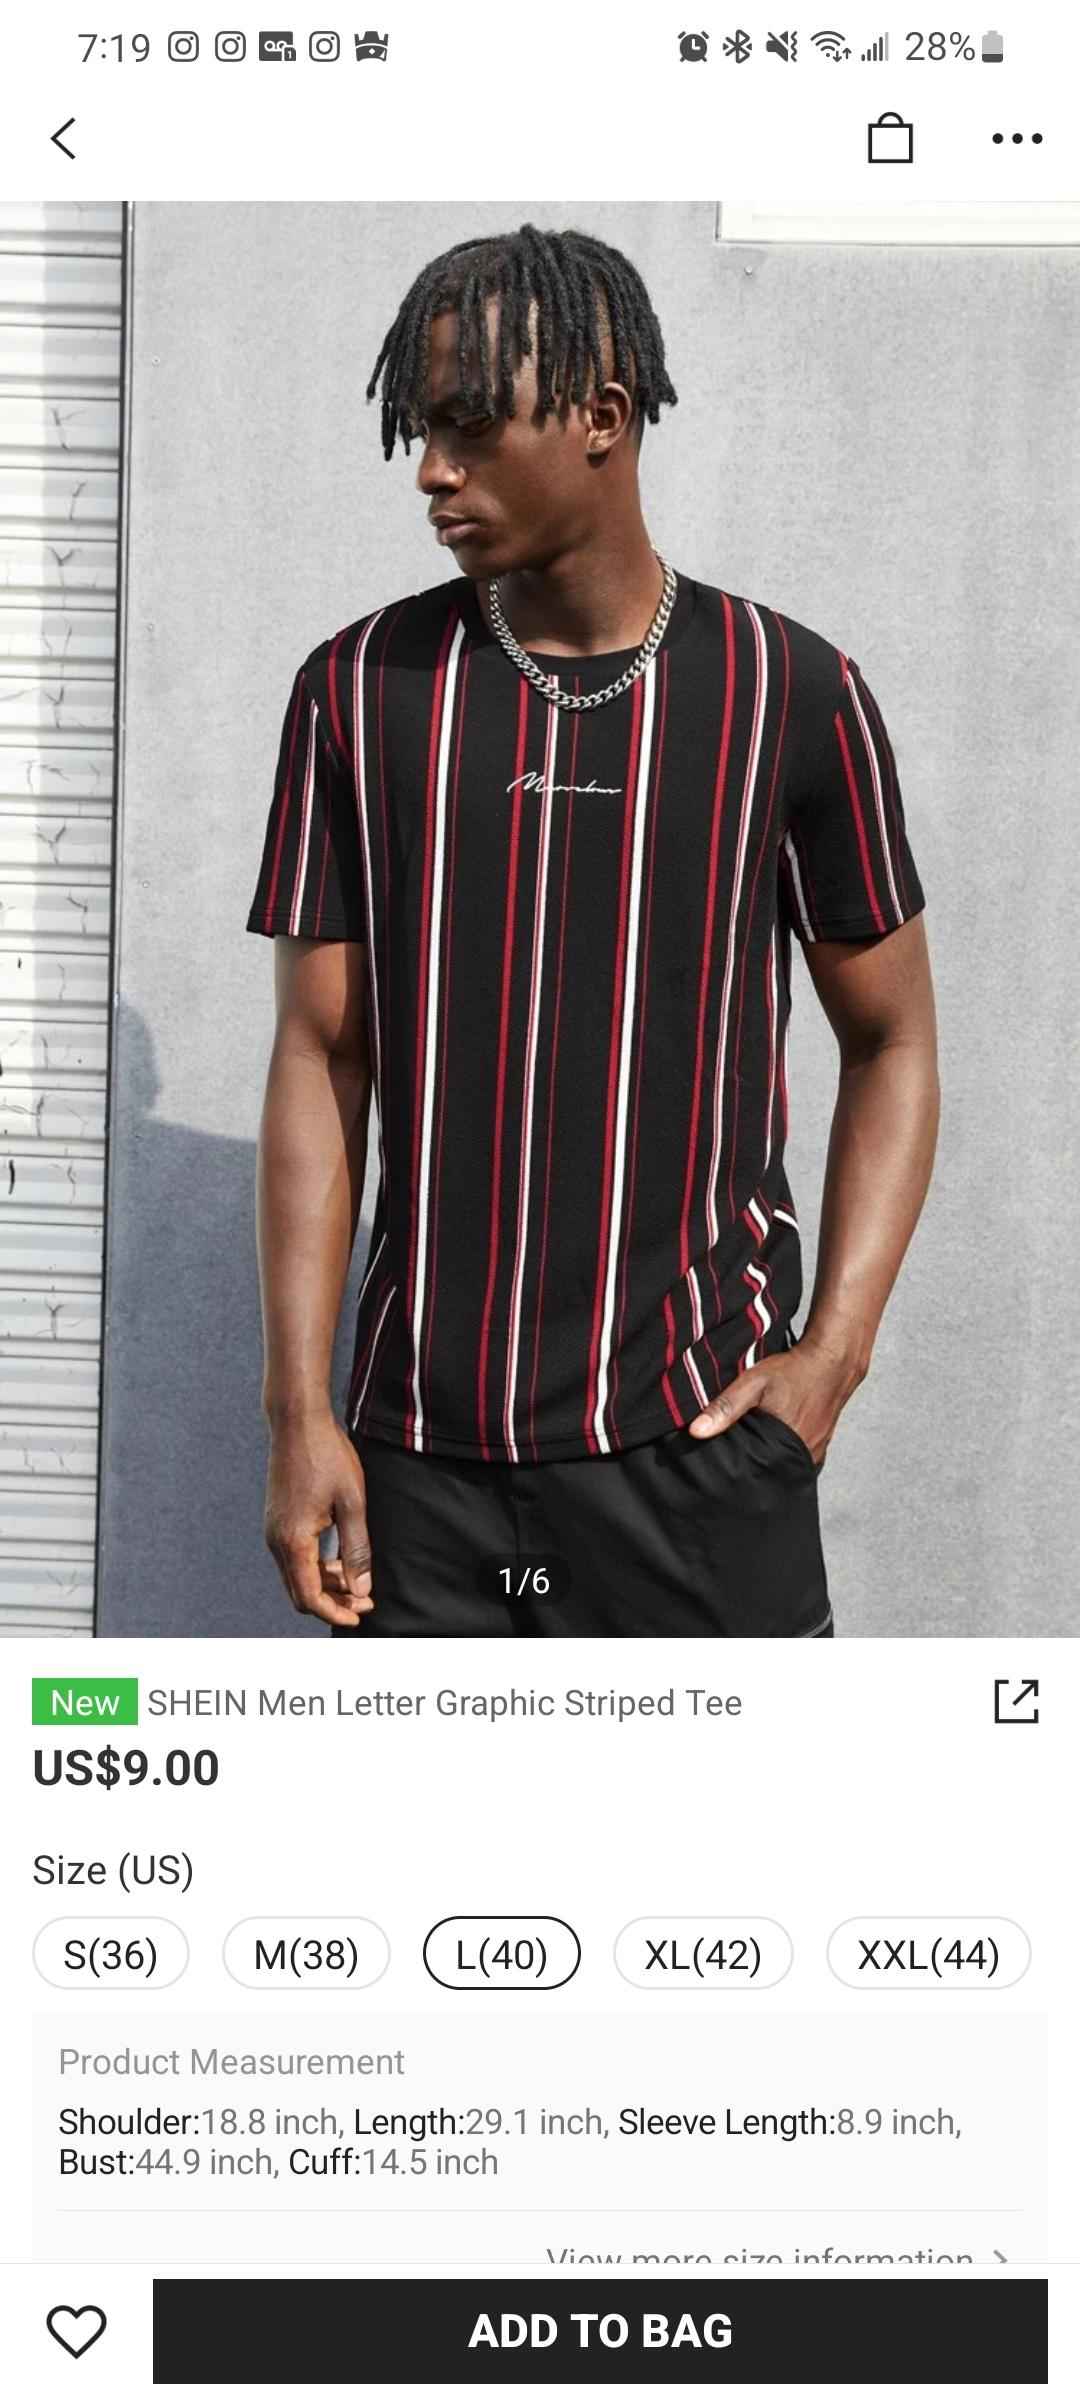 7:19
28%
1/6
New SHEIN Men Letter Graphic Striped Tee
US$9.00
Size (US)
S(36) M(38) L(40) XL(42) XXL(44)
Product Measurement
Shoulder:18.8 inch, Length:29.1 inch, Sleeve Length:8.9 inch,
Bust:44.9 inch, Cuff:14.5 inch
View more size information
ADD TO BAG